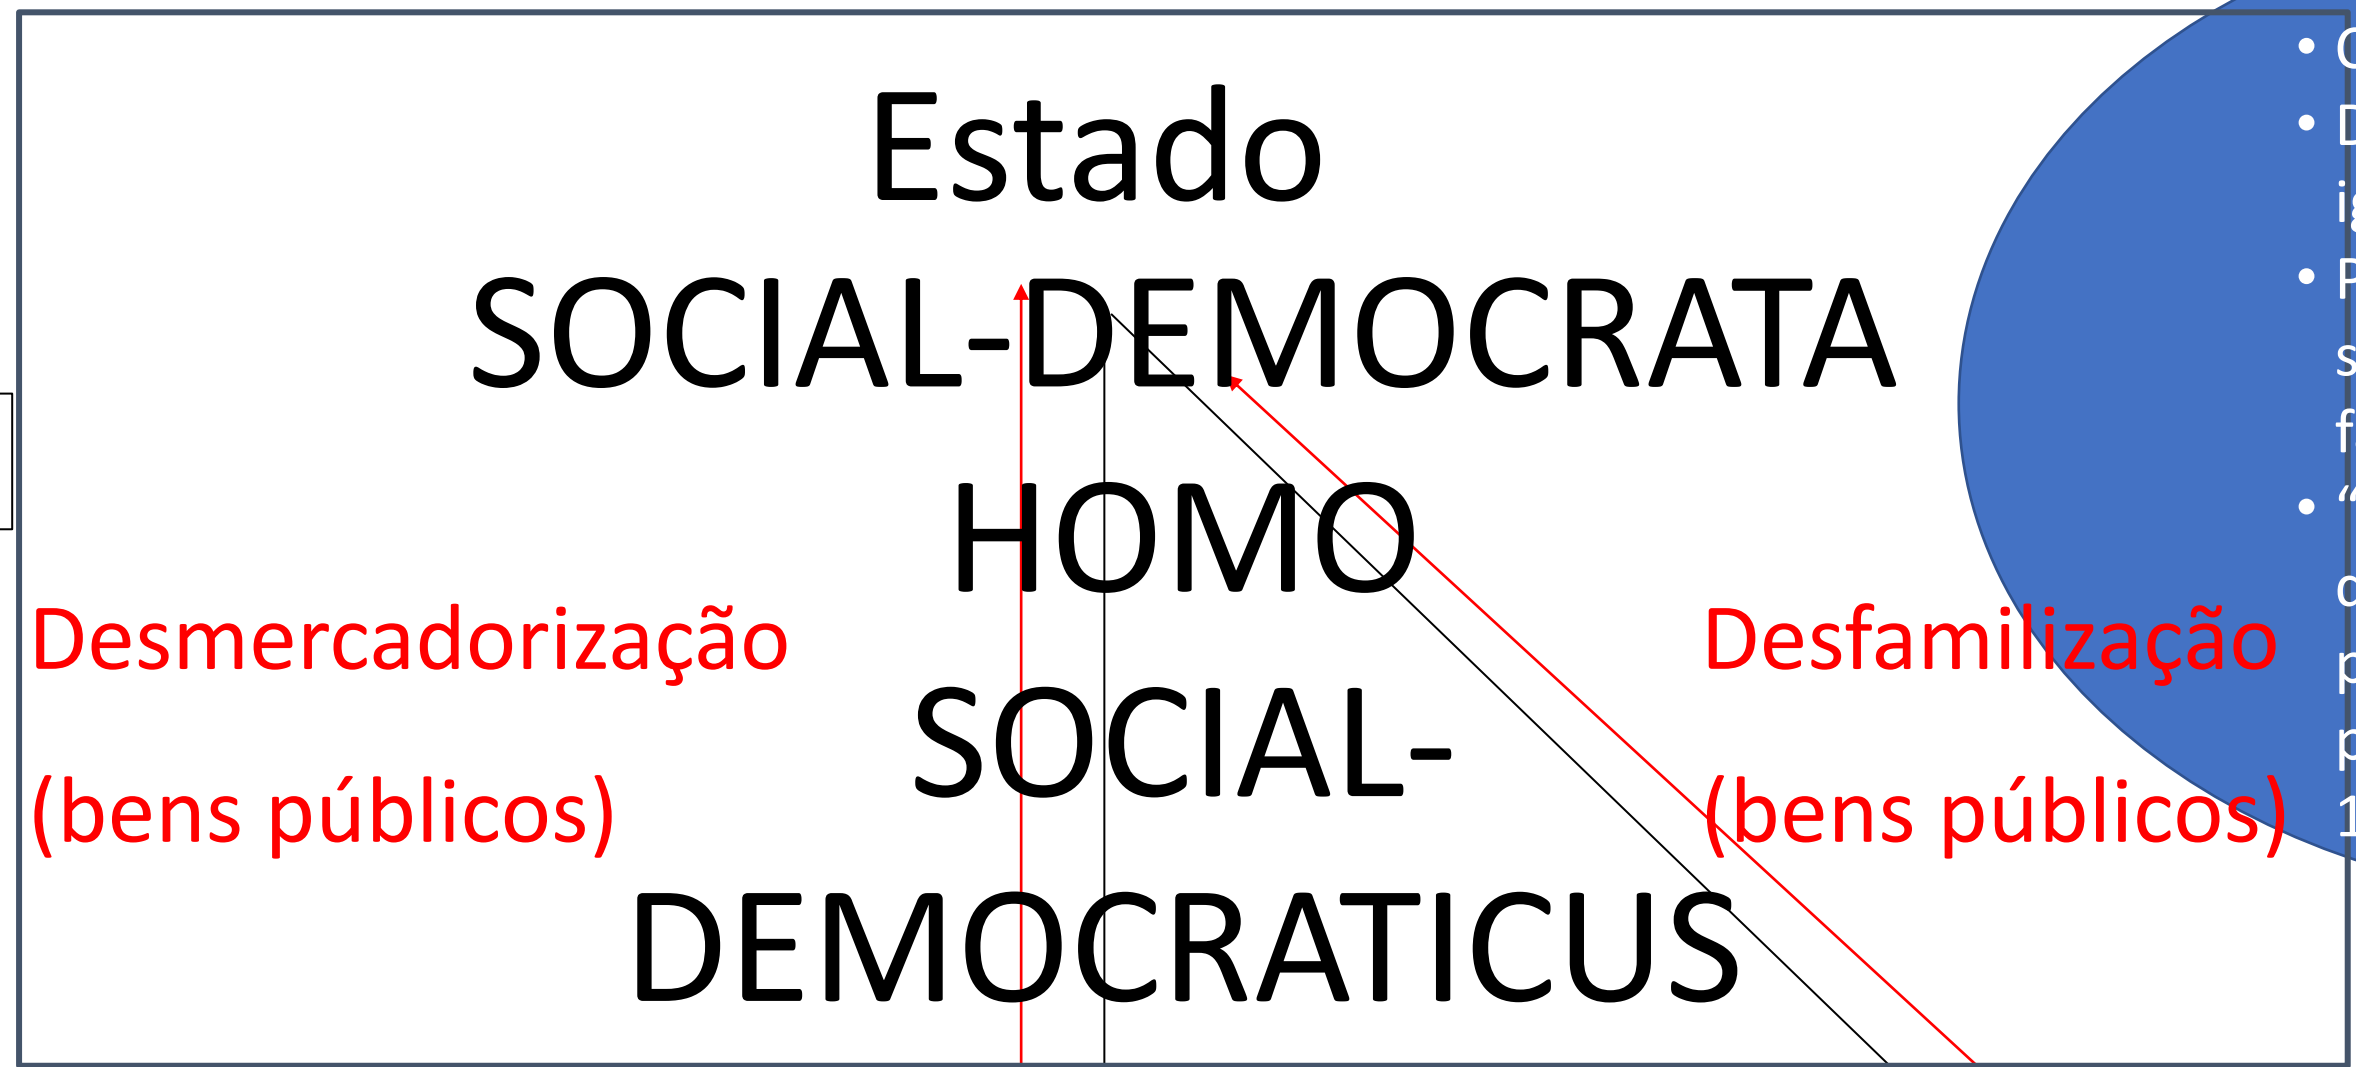 Estado
SOCIAL-DEMOCRATA
HOMO
SOCIAL-
DEMOCRATICUS
Desmercadorização
(bens públicos)
Desfamilização
(bens públicos)